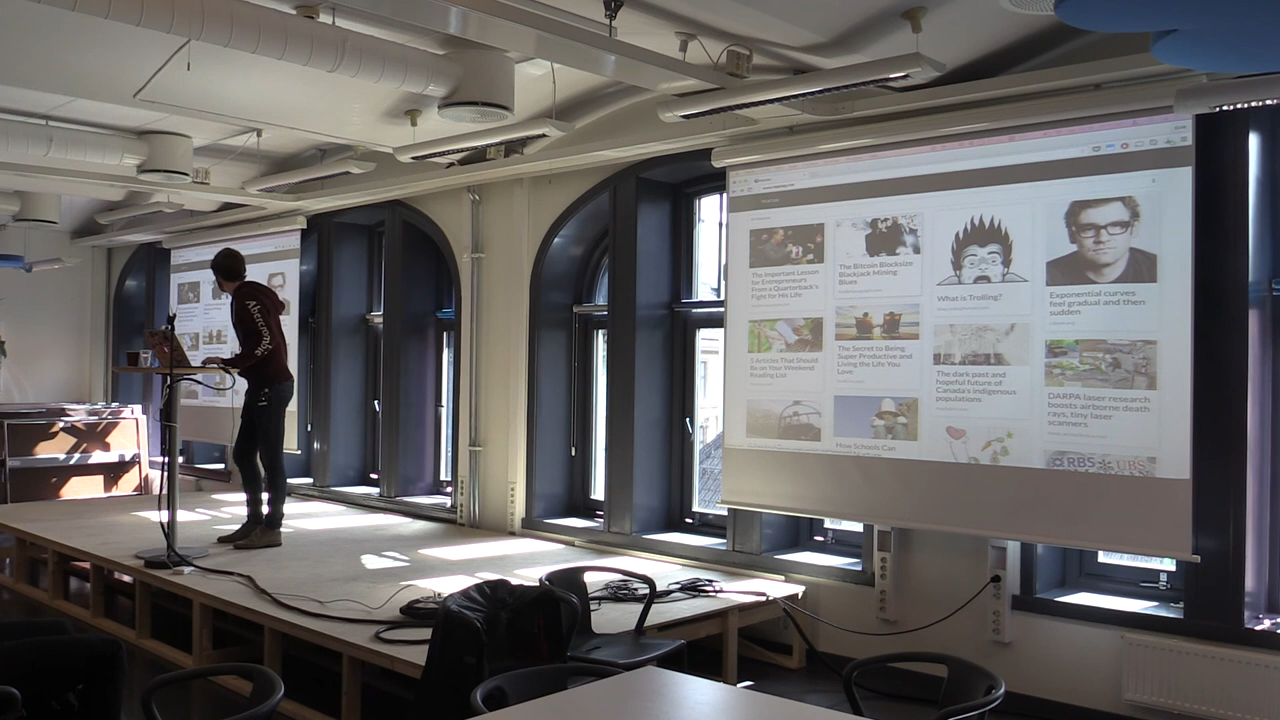 Abercrombie
The Important Lesson
for Entrepreneurs
From a Quarterback's
Fight for His Life
The Bitcoin Blocksize
Blackjack Mining
Blues
What is Trolling?
Exponential curves
feel gradual and then
sudden
5 Articles That Should
Be on Your Weekend
Reading List
The Secret to Being
Super Productive and
Living the Life You
Love
The dark past and
hopeful future of
Canada's indigenous
populations
DARPA laser research
boosts airborne death
rays, tiny laser
scanners
How Schools Can
RBS UBS